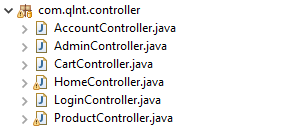 com.qlnt.controller
AccountController.java
AdminController.java
CartController.java
HomeController.java
LoginController.java
ProductController.java